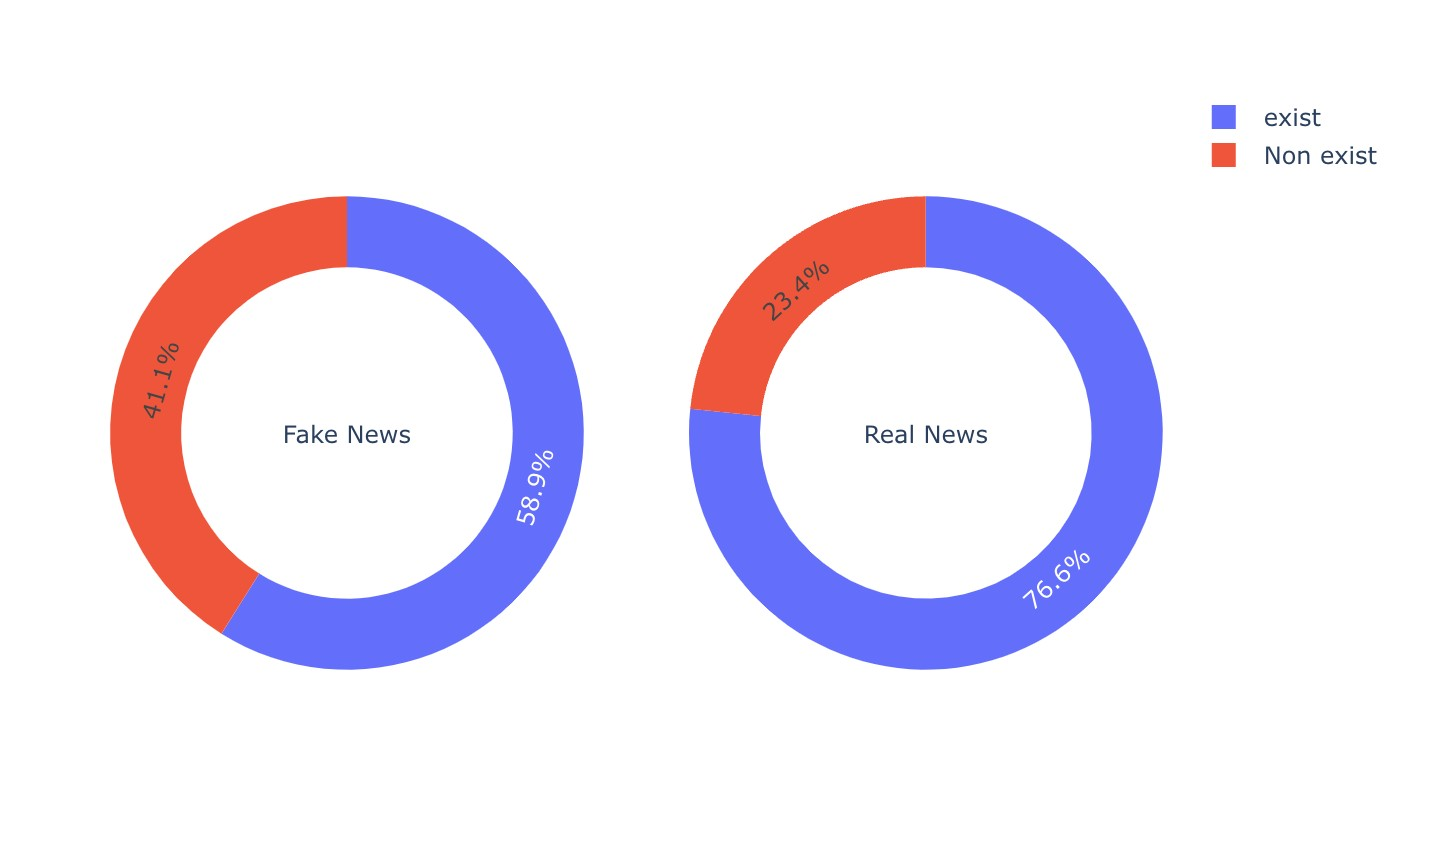 exist
Non exist
41.1%
Fake News
58.9%
23.4%
Real News
76.6%